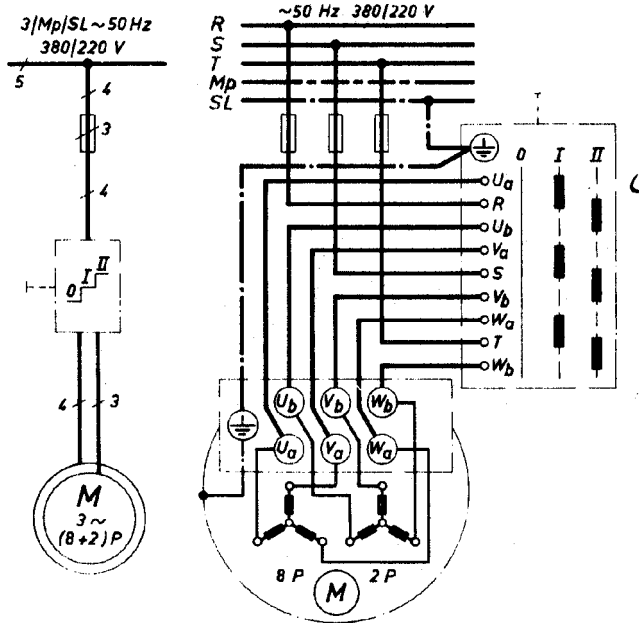 3/Mp/SL ~ 50 Hz
380/220 V
5
4
3
4
0 I II
4
3
M
3 ~
(8+2) P
~50 Hz 380/220 V
R
S
T
Mp
SL
0 I II
Ua
R
Ub
Va
S
Vb
Wa
T
Wb
Ub Vb Wb
Ua Va Wa
8 P 2 P
M